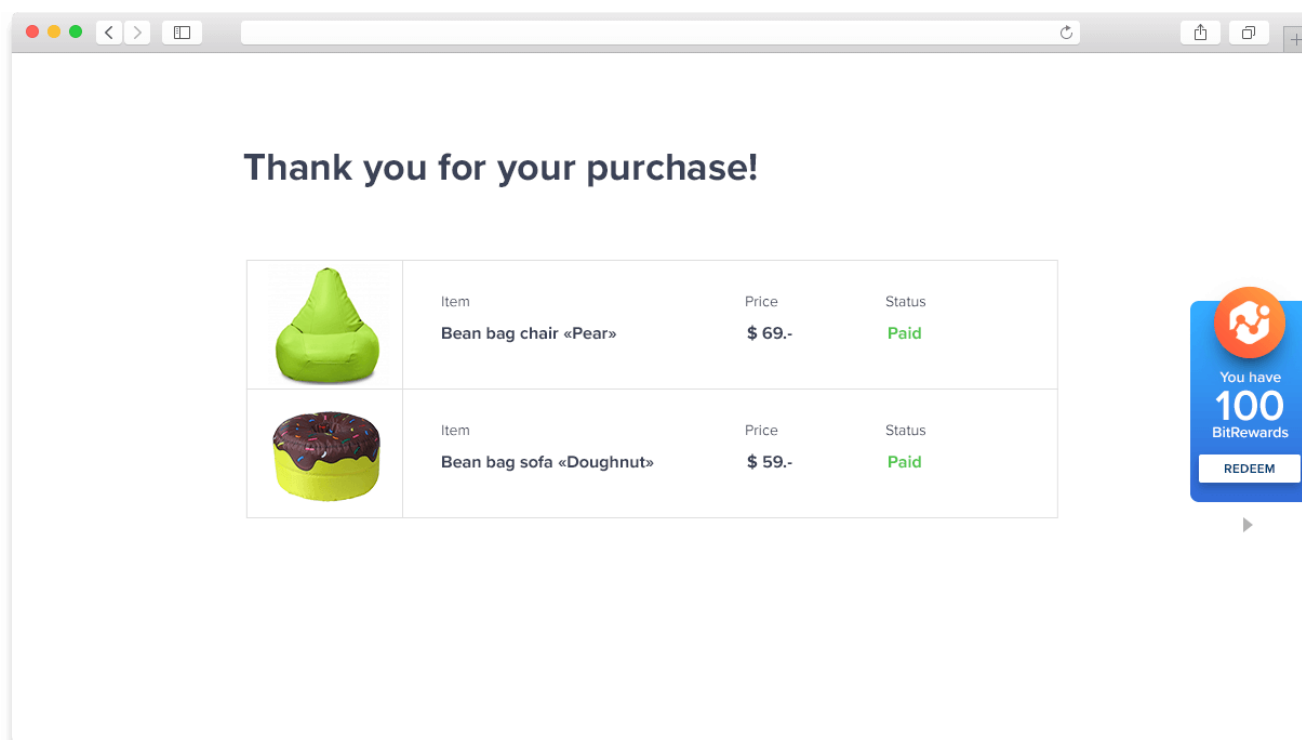 Thank you for your purchase!
Item Price Status
Bean bag chair «Pear» $ 69.- Paid
Item Price Status
Bean bag sofa «Doughnut» $ 59.- Paid
You have
100
BitRewards
REDEEM